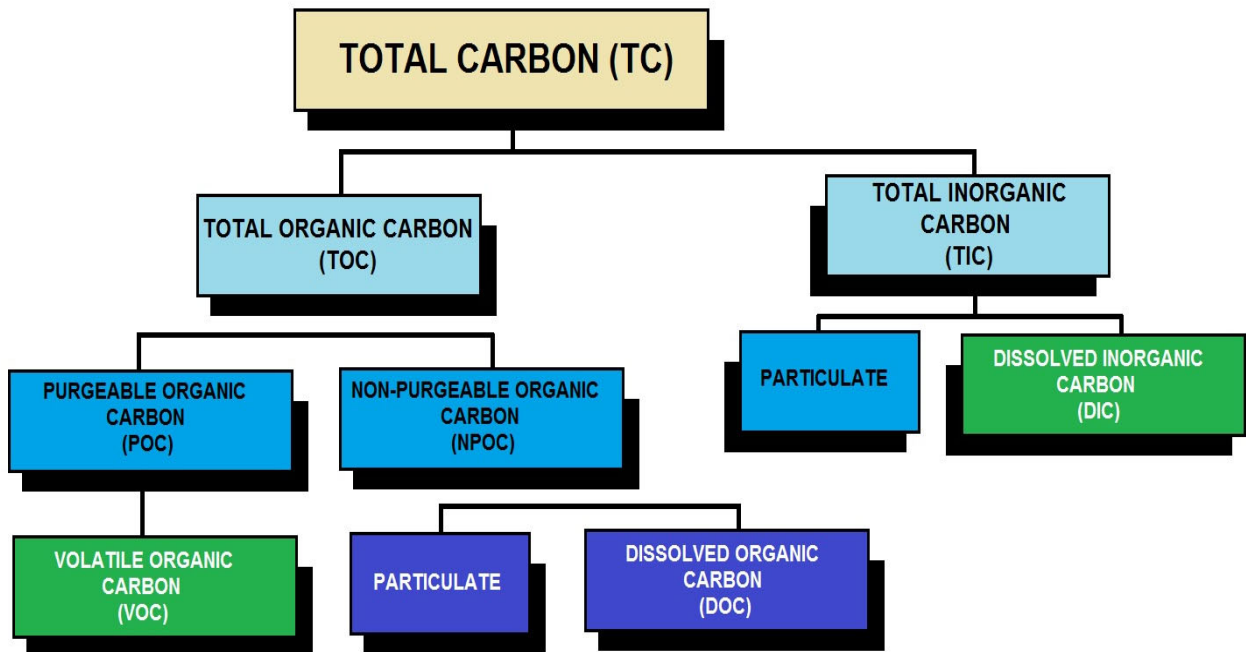 TOTAL CARBON (TC)
TOTAL ORGANIC CARBON
(TOC)
TOTAL INORGANIC
CARBON
(TIC)
PURGEABLE ORGANIC
CARBON
(POC)
NON-PURGEABLE ORGANIC
CARBON
(NPOC)
PARTICULATE
DISSOLVED INORGANIC
CARBON
(DIC)
VOLATILE ORGANIC
CARBON
(VOC)
PARTICULATE
DISSOLVED ORGANIC
CARBON
(DOC)